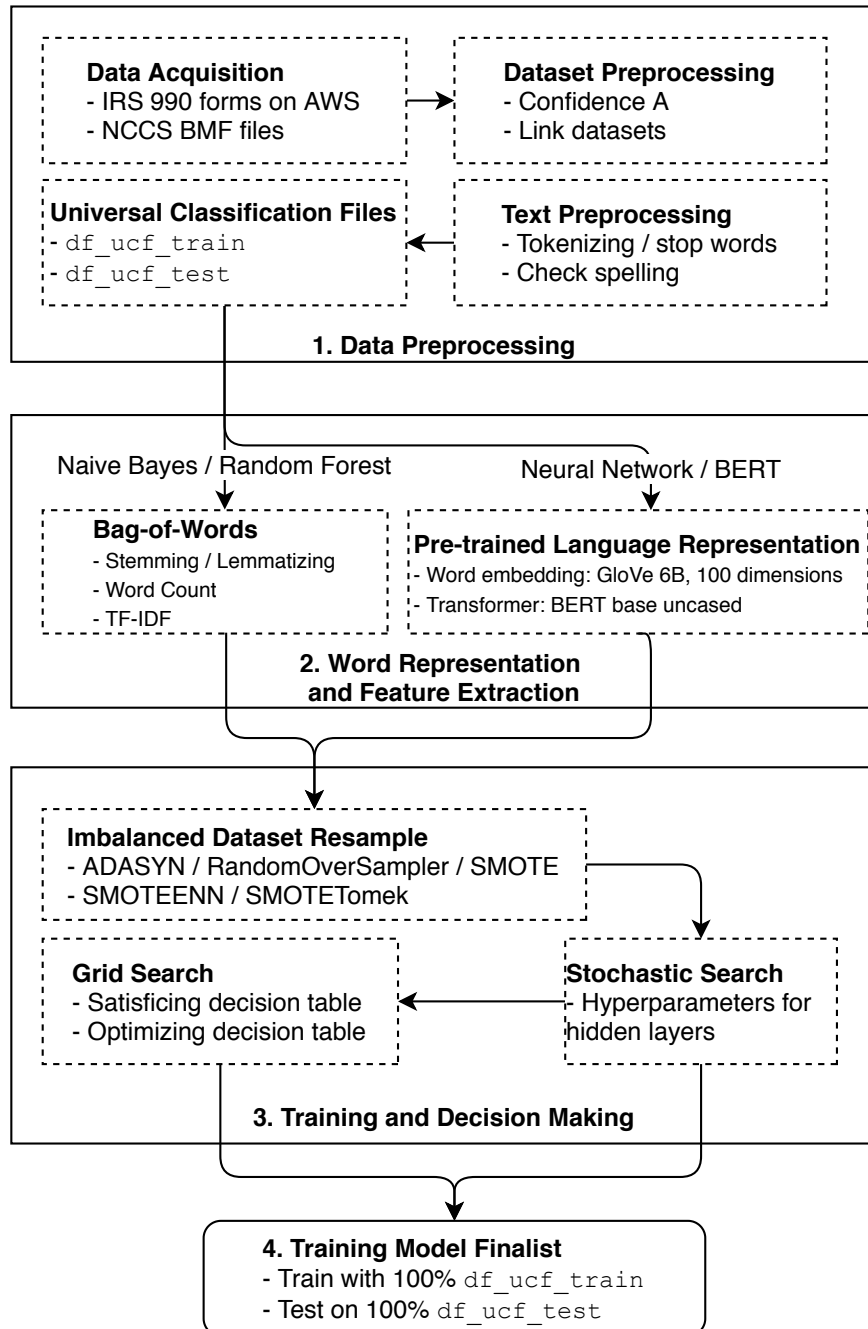 Data Acquisition
- IRS 990 forms on AWS
- NCCS BMF files
Dataset Preprocessing
- Confidence A
- Link datasets
Universal Classification Files
- df_ucf_train
- df_ucf_test
Text Preprocessing
- Tokenizing / stop words
- Check spelling
1. Data Preprocessing
Naive Bayes / Random Forest
Neural Network / BERT
Bag-of-Words
- Stemming / Lemmatizing
- Word Count
- TF-IDF
Pre-trained Language Representation
- Word embedding: GloVe 6B, 100 dimensions
- Transformer: BERT base uncased
2. Word Representation
and Feature Extraction
Imbalanced Dataset Resample
- ADASYN / RandomOverSampler / SMOTE
- SMOTEENN / SMOTETomek
Grid Search
- Satisficing decision table
- Optimizing decision table
Stochastic Search
- Hyperparameters for
hidden layers
3. Training and Decision Making
4. Training Model Finalist
- Train with 100% df_ucf_train
- Test on 100% df_ucf_test